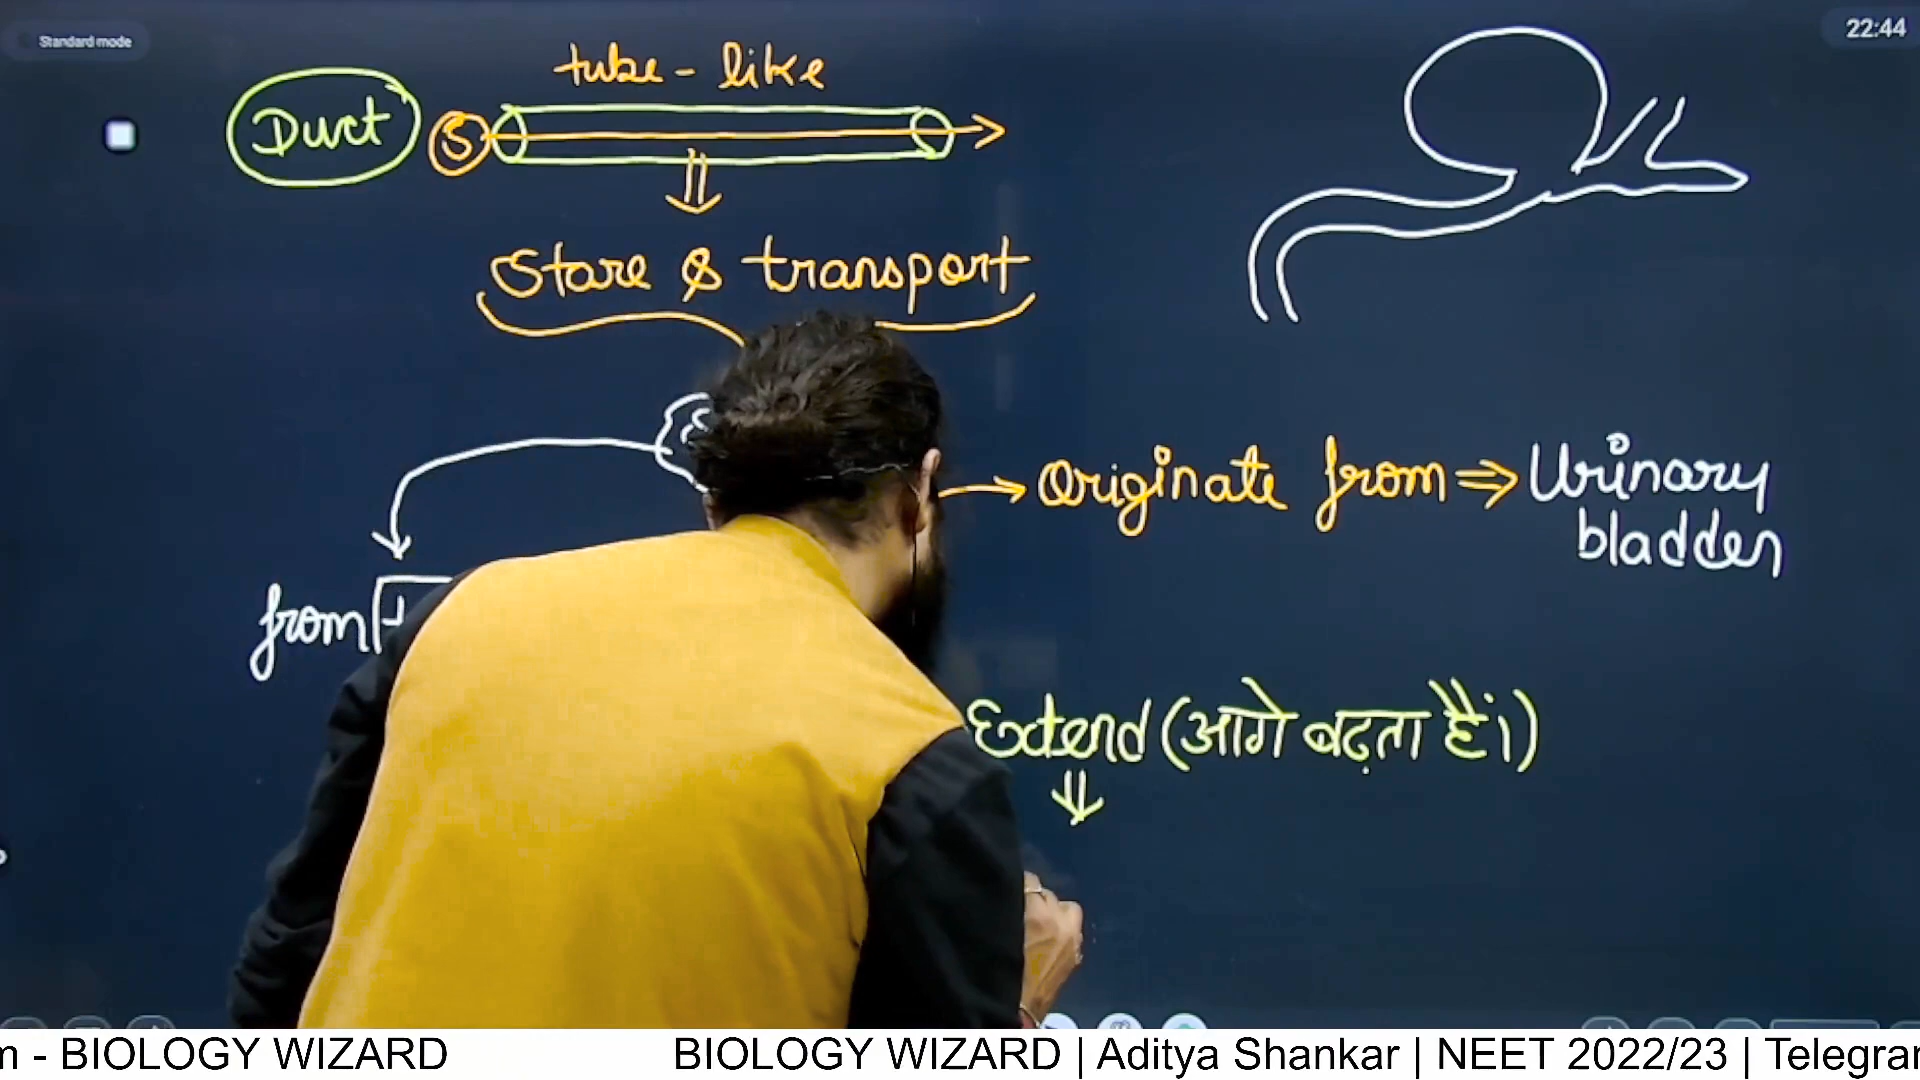 Standard mode
22:44
tube - like
Duct
S
Store & transport
Originate from ⇒ Urinary
bladder
from
Extend (आगे बढ़ता हैं।)
m - BIOLOGY WIZARD BIOLOGY WIZARD | Aditya Shankar | NEET 2022/23 | Telegram